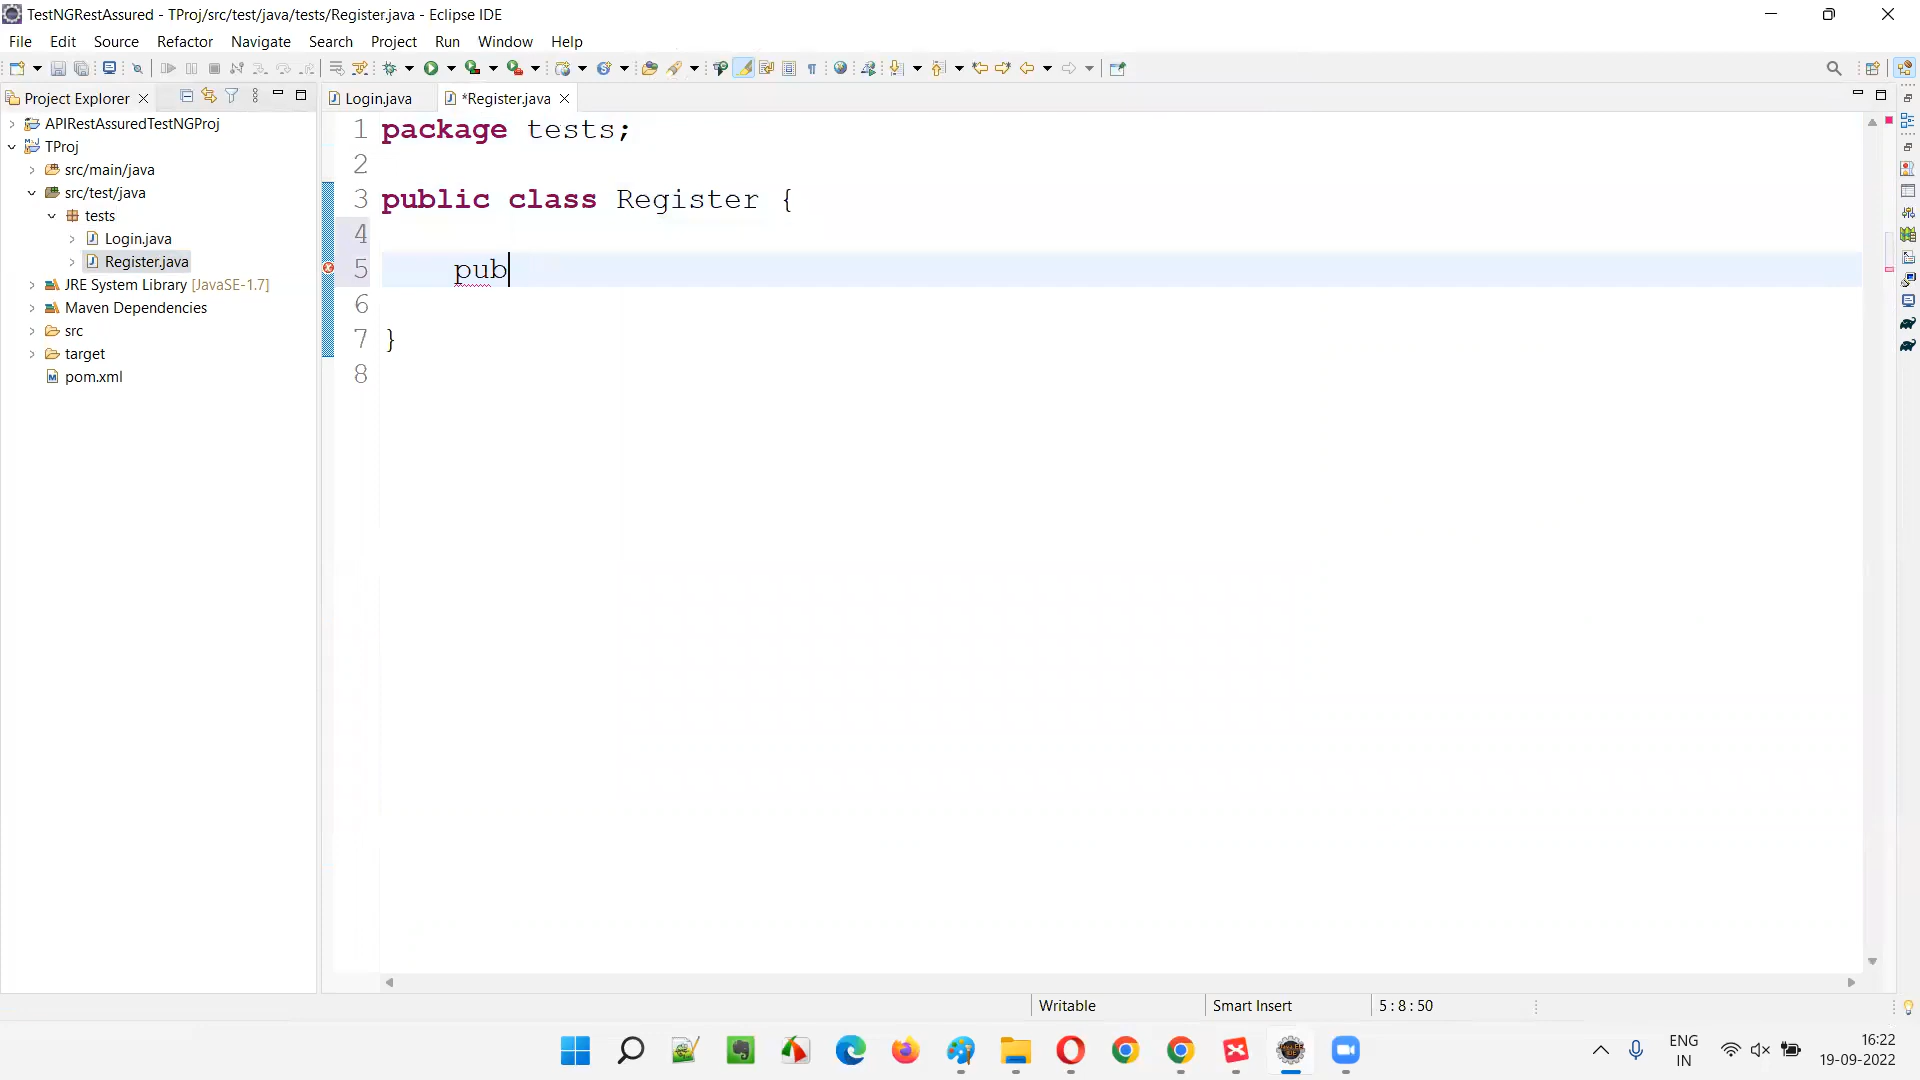 TestNGRestAssured - TProj/src/test/java/tests/Register.java - Eclipse IDE
File Edit Source Refactor Navigate Search Project Run Window Help
Project Explorer
Login.java
*Register.java
APIRestAssuredTestNGProj
TProj
src/main/java
src/test/java
tests
Login.java
Register.java
JRE System Library [JavaSE-1.7]
Maven Dependencies
src
target
pom.xml
1 package tests;
2
3 public class Register {
4
5 pub
6
7 }
8
Writable
Smart Insert
5 : 8 : 50
ENG
IN
16:22
19-09-2022